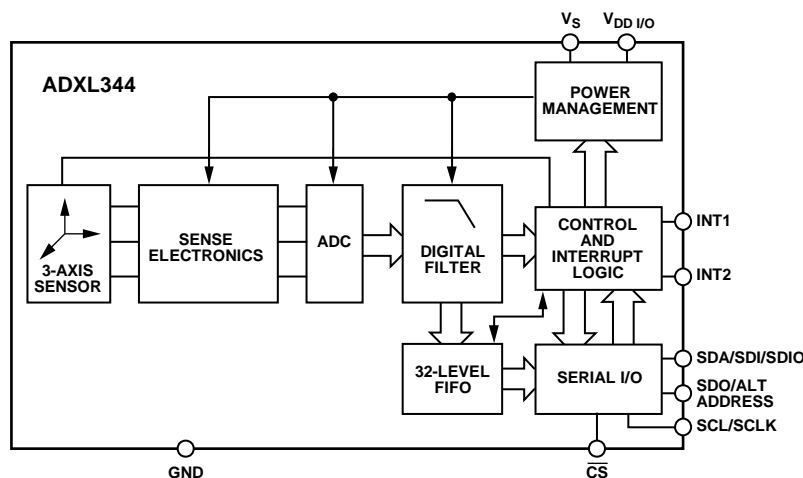 V_S
V_DD I/O
ADXL344
POWER
MANAGEMENT
3-AXIS
SENSOR
SENSE
ELECTRONICS
ADC
DIGITAL
FILTER
CONTROL
AND
INTERRUPT
LOGIC
INT1
INT2
32-LEVEL
FIFO
SERIAL I/O
SDA/SDI/SDIO
SDO/ALT
ADDRESS
SCL/SCLK
GND
C̅S̅